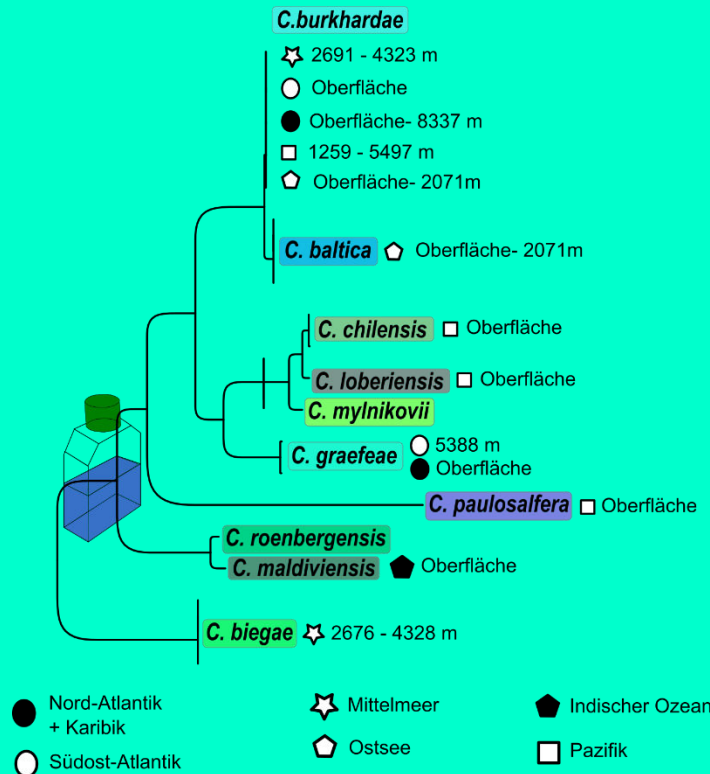 C.burkhardae
2691 - 4323 m
Oberfläche
Oberfläche- 8337 m
1259 - 5497 m
Oberfläche- 2071m
C. baltica Oberfläche- 2071m
C. chilensis Oberfläche
C. loberiensis Oberfläche
C. mylnikovii
C. graefeae 5388 m
Oberfläche
C. paulosalfera Oberfläche
C. roenbergensis
C. maldiviensis Oberfläche
C. biegae 2676 - 4328 m
Nord-Atlantik
+ Karibik
Südost-Atlantik
Mittelmeer
Ostsee
Indischer Ozean
Pazifik